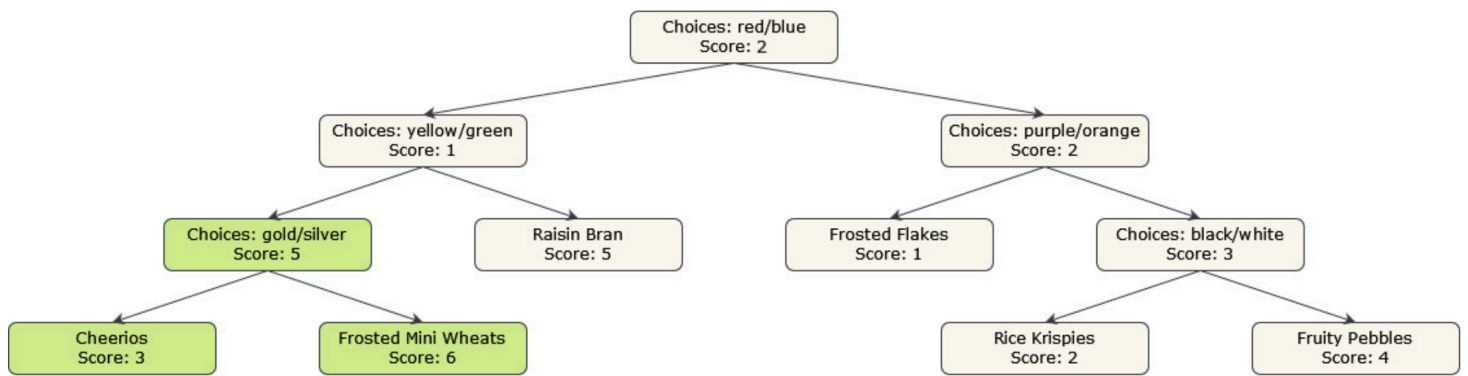 Choices: red/blue
Score: 2
Choices: yellow/green
Score: 1
Choices: purple/orange
Score: 2
Choices: gold/silver
Score: 5
Raisin Bran
Score: 5
Frosted Flakes
Score: 1
Choices: black/white
Score: 3
Cheerios
Score: 3
Frosted Mini Wheats
Score: 6
Rice Krispies
Score: 2
Fruity Pebbles
Score: 4